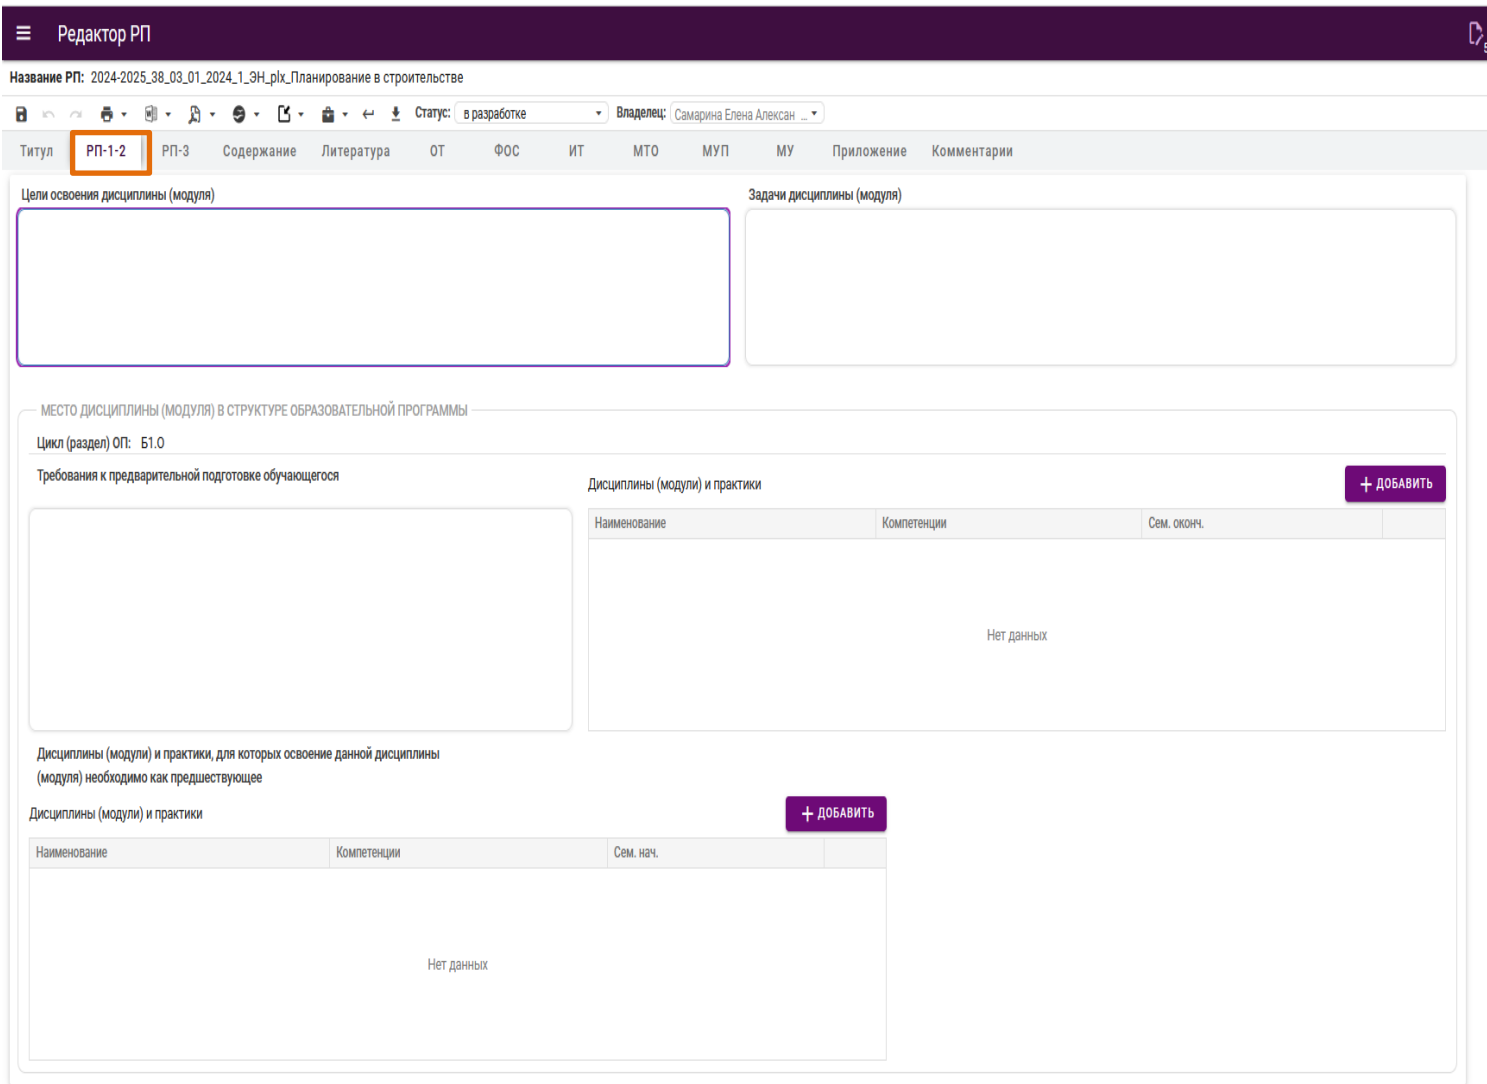 Редактор РП
Название РП: 2024-2025_38_03_01_2024_1_ЭН_plx_Планирование в строительстве
Статус: в разработке Владелец: Самарина Елена Алексан ...
Титул РП-1-2 РП-3 Содержание Литература ОТ ФОС ИТ МТО МУП МУ Приложение Комментарии
Цели освоения дисциплины (модуля) Задачи дисциплины (модуля)
МЕСТО ДИСЦИПЛИНЫ (МОДУЛЯ) В СТРУКТУРЕ ОБРАЗОВАТЕЛЬНОЙ ПРОГРАММЫ
Цикл (раздел) ОП: Б1.О
Требования к предварительной подготовке обучающегося
Дисциплины (модули) и практики + ДОБАВИТЬ
Наименование Компетенции Сем. оконч.
Нет данных
Дисциплины (модули) и практики, для которых освоение данной дисциплины
(модуля) необходимо как предшествующее
Дисциплины (модули) и практики + ДОБАВИТЬ
Наименование Компетенции Сем. нач.
Нет данных